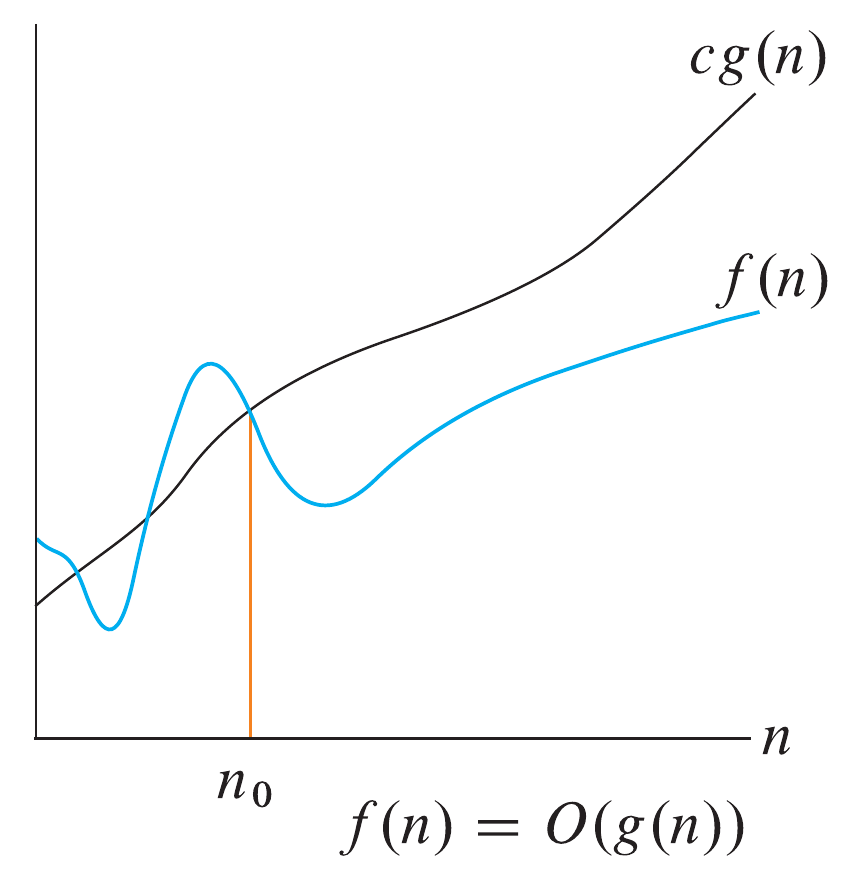 cg(n)
f(n)
n
n₀
f(n) = O(g(n))